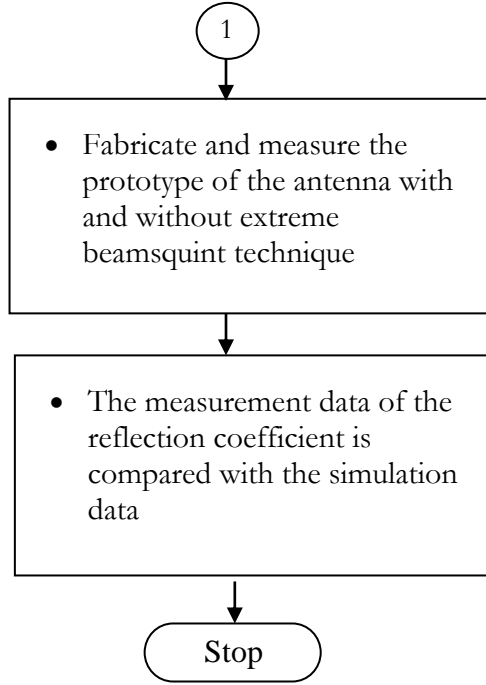 1
• Fabricate and measure the
prototype of the antenna with
and without extreme
beamsquint technique
• The measurement data of the
reflection coefficient is
compared with the simulation
data
Stop